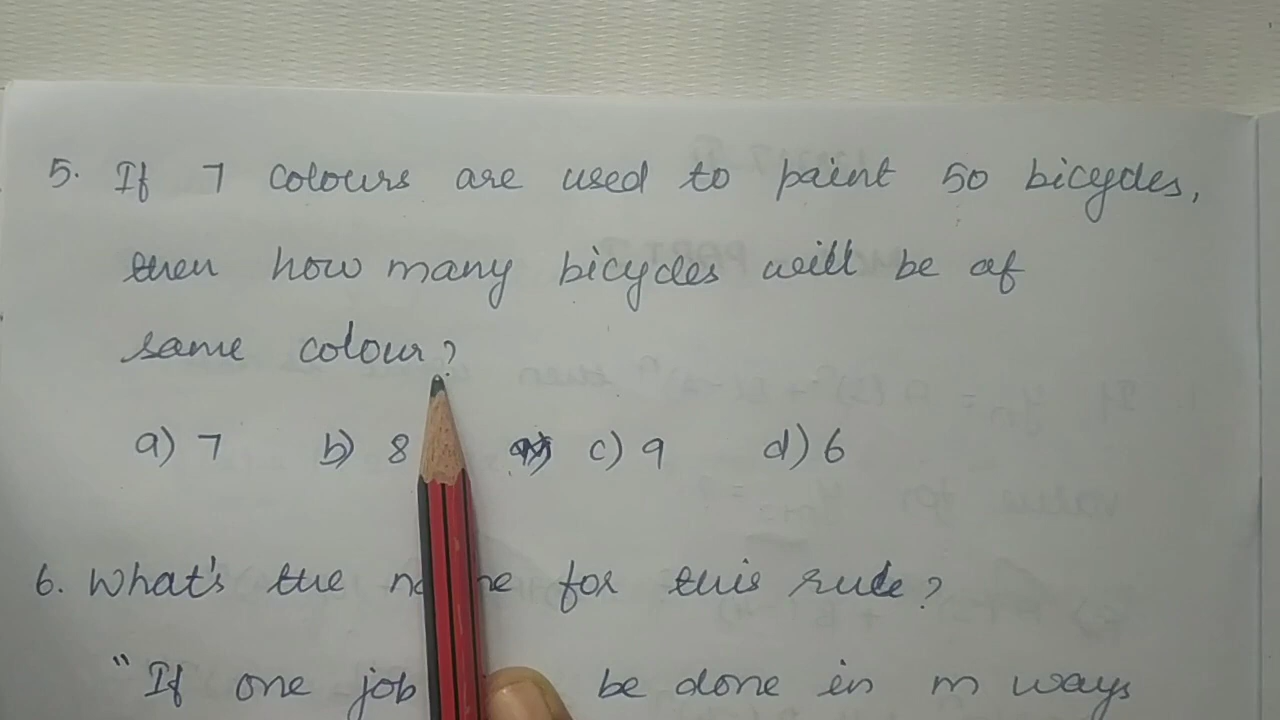 5. If 7 colours are used to paint 50 bicycles,
then how many bicycles will be of
same colour?
a) 7 b) 8 c) 9 d) 6
6. What's the name for this rule?
"If one job be done in m ways